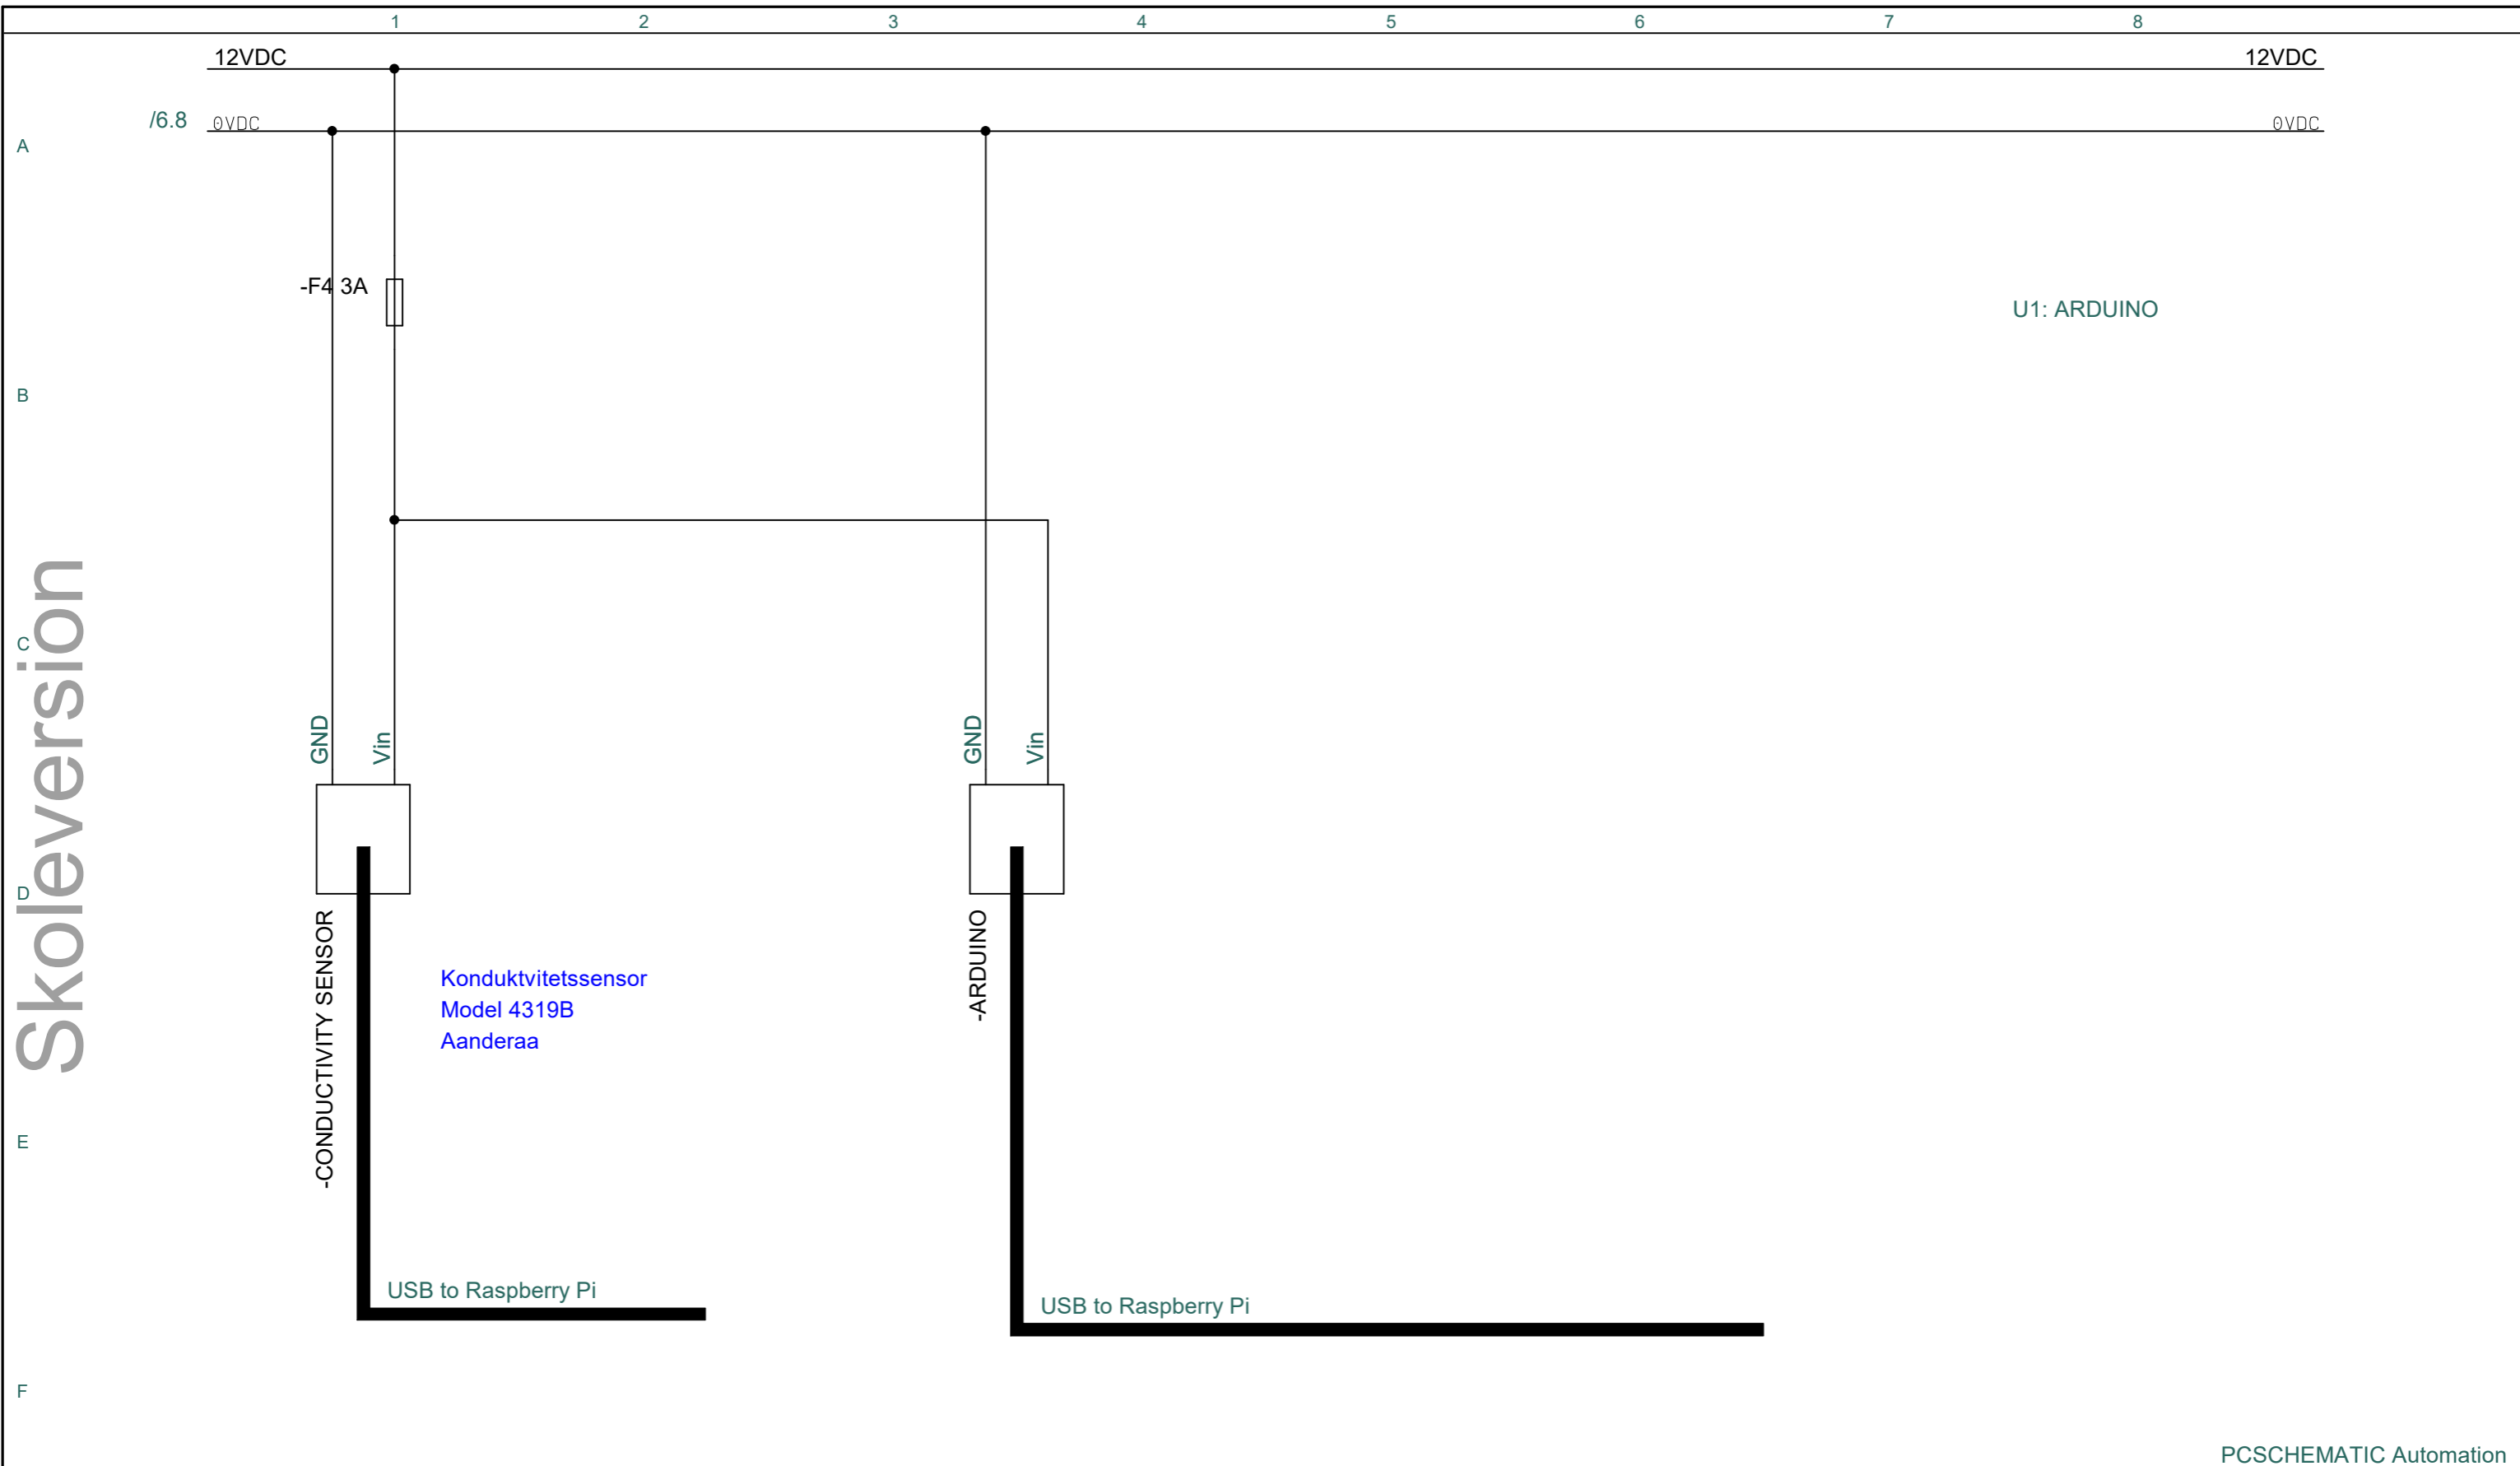 1 2 3 4 5 6 7 8
12VDC 12VDC
/6.8 0VDC 0VDC
A
-F4 3A
U1: ARDUINO
B
Skoleversion
C
GND Vin GND Vin
D
-CONDUCTIVITY SENSOR
Konduktvitetssensor
Model 4319B
Aanderaa
-ARDUINO
E
USB to Raspberry Pi
USB to Raspberry Pi
F
PCSCHEMATIC Automation